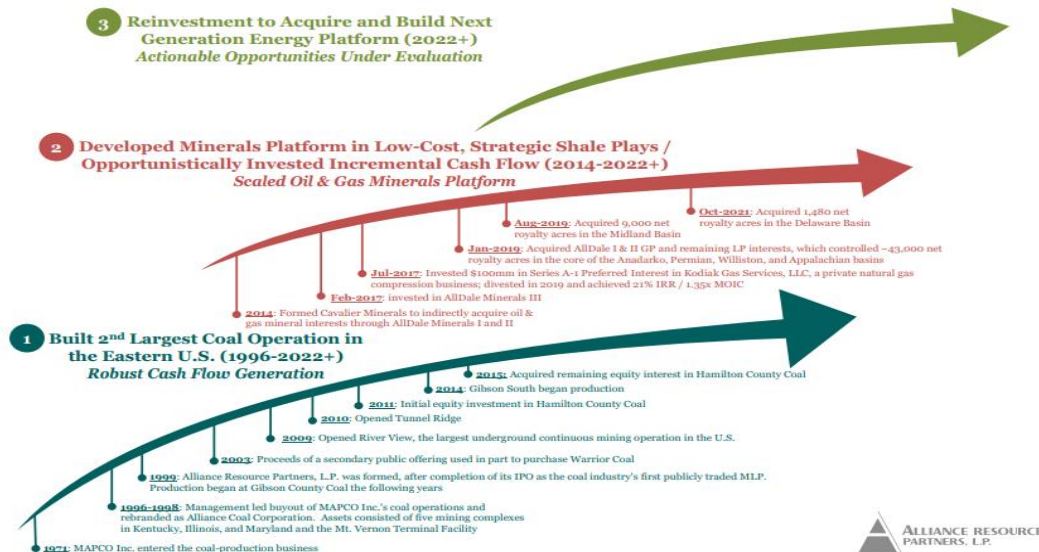 3 Reinvestment to Acquire and Build Next
Generation Energy Platform (2022+)
Actionable Opportunities Under Evaluation
2 Developed Minerals Platform in Low-Cost, Strategic Shale Plays /
Opportunistically Invested Incremental Cash Flow (2014-2022+)
Scaled Oil & Gas Minerals Platform
Oct-2021: Acquired 1,480 net
royalty acres in the Delaware Basin
Aug-2019: Acquired 9,000 net
royalty acres in the Midland Basin
Jan-2019: Acquired AllDale I & II GP and remaining LP interests, which controlled ~43,000 net
royalty acres in the core of the Anadarko, Permian, Williston, and Appalachian basins
Jul-2017: Invested $100mm in Series A-1 Preferred Interest in Kodiak Gas Services, LLC, a private natural gas
compression business; divested in 2019 and achieved 21% IRR / 1.35x MOIC
Feb-2017: invested in AllDale Minerals III
2014: Formed Cavalier Minerals to indirectly acquire oil &
gas mineral interests through AllDale Minerals I and II
1 Built 2nd Largest Coal Operation in
the Eastern U.S. (1996-2022+)
Robust Cash Flow Generation
2015: Acquired remaining equity interest in Hamilton County Coal
2014: Gibson South began production
2011: Initial equity investment in Hamilton County Coal
2010: Opened Tunnel Ridge
2009: Opened River View, the largest underground continuous mining operation in the U.S.
2003: Proceeds of a secondary public offering used in part to purchase Warrior Coal
1999: Alliance Resource Partners, L.P. was formed, after completion of its IPO as the coal industry's first publicly traded MLP.
Production began at Gibson County Coal the following years
1996-1998: Management led buyout of MAPCO Inc.'s coal operations and
rebranded as Alliance Coal Corporation. Assets consisted of five mining complexes
in Kentucky, Illinois, and Maryland and the Mt. Vernon Terminal Facility
1971: MAPCO Inc. entered the coal-production business
ALLIANCE RESOURCE
PARTNERS, L.P.